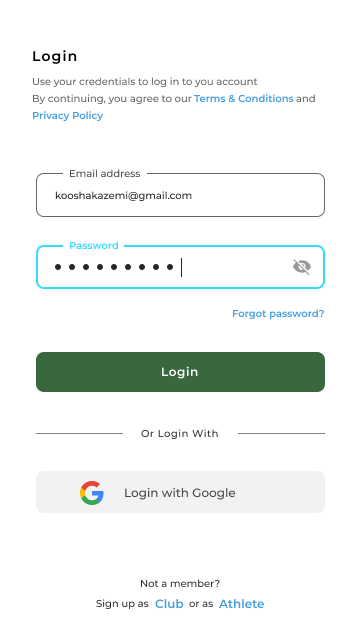 Login
Use your credentials to log in to you account
By continuing, you agree to our Terms & Conditions and
Privacy Policy
Email address
kooshakazemi@gmail.com
Password
•••••••••
Forgot password?
Login
Or Login With
Login with Google
Not a member?
Sign up as Club or as Athlete